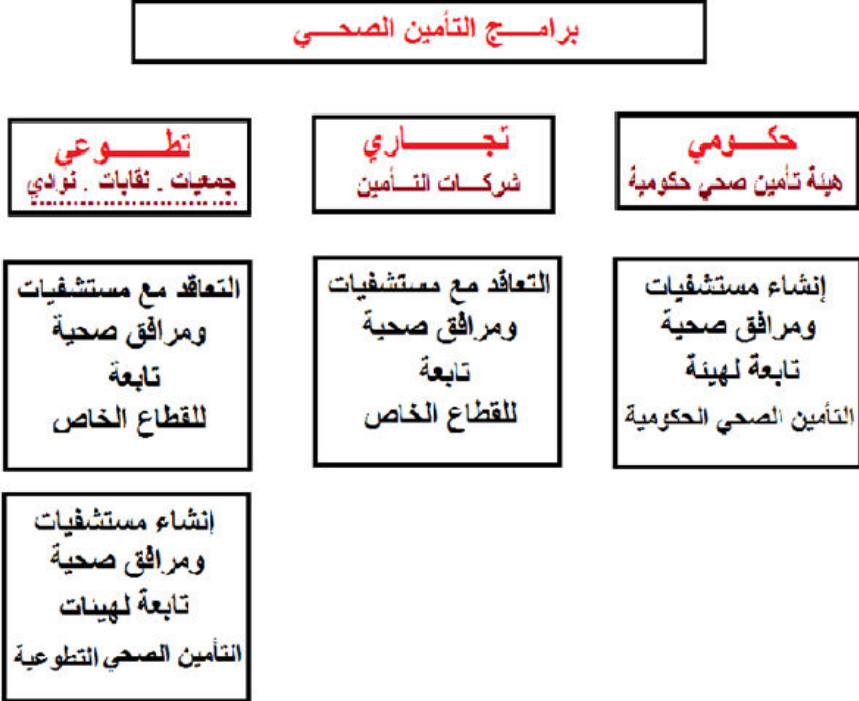 برامـــج التأمين الصحـــي
حكـــومي
هيئة تأمين صحي حكومية
تجـــــاري
شركـــات التـــأمين
تطـــــوعي
جمعيات . نقابات . نوادي
إنشاء مستشفيات
ومرافق صحية
تابعة لهيئة
التأمين الصحي الحكومية
التعاقد مع مستشفيات
ومرافق صحية
تابعة
للقطاع الخاص
التعاقد مع مستشفيات
ومرافق صحية
تابعة
للقطاع الخاص
إنشاء مستشفيات
ومرافق صحية
تابعة لهيئات
التأمين الصحي التطوعية